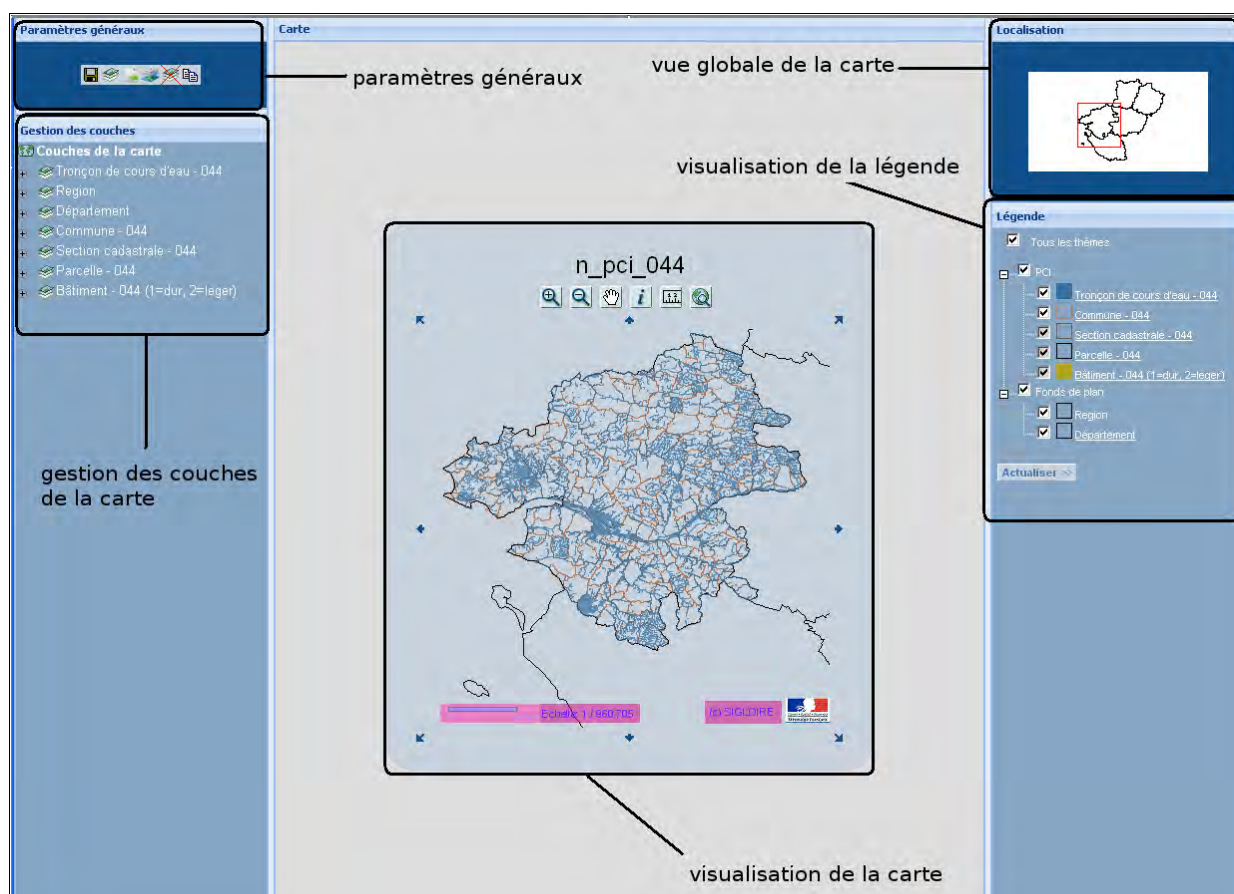 Paramètres généraux
Carte
Localisation
paramètres généraux
vue globale de la carte
Gestion des couches
Couches de la carte
Tronçon de cours d'eau - 044
Region
Département
Commune - 044
Section cadastrale - 044
Parcelle - 044
Bâtiment - 044 (1=dur, 2=leger)
visualisation de la légende
Légende
Tous les thèmes
PCI
Tronçon de cours d'eau - 044
Commune - 044
Section cadastrale - 044
Parcelle - 044
Bâtiment - 044 (1=dur, 2=leger)
Fonds de plan
Region
Département
Actualiser
n_pci_044
gestion des couches
de la carte
Echelle: 1 / 960705
(c) SIGLOIRE
visualisation de la carte